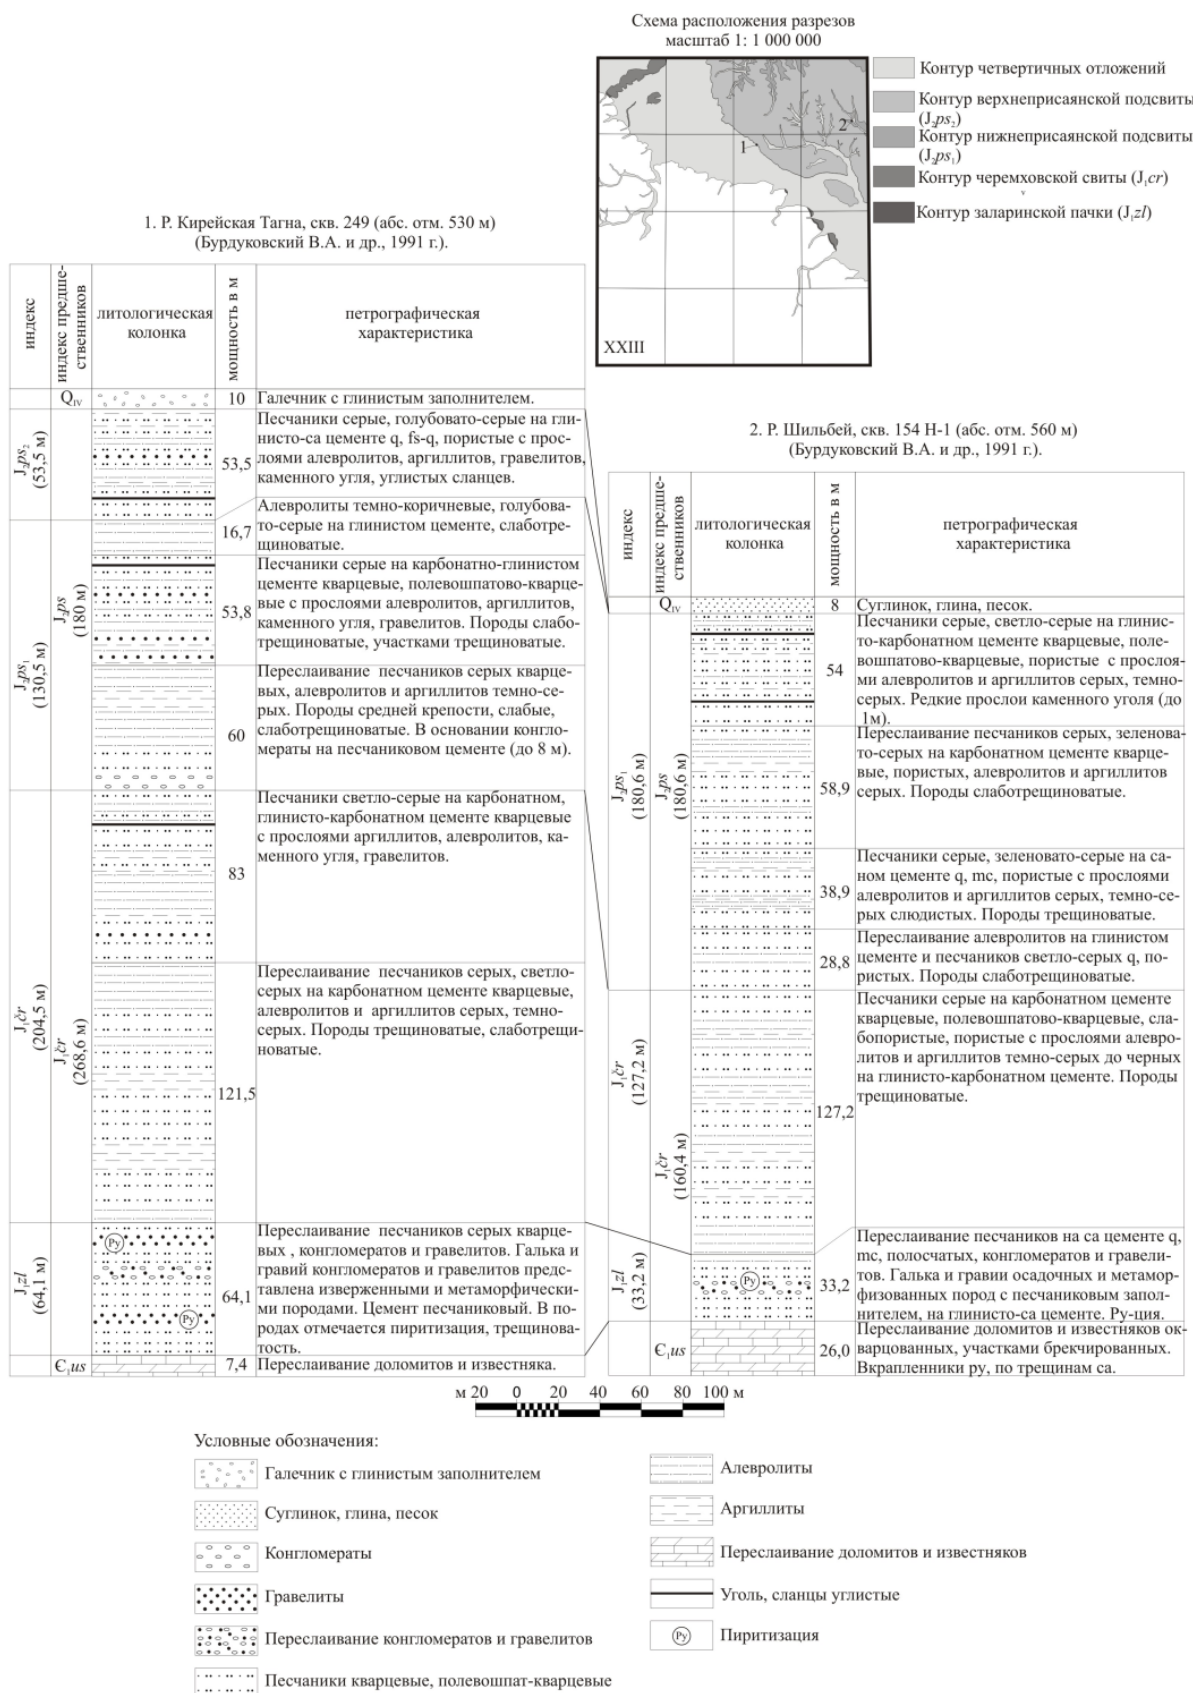 Схема расположения разрезов
масштаб 1: 1 000 000
Контур четвертичных отложений
Контур верхнеприсаянской подсвиты
(J₂ps₂)
Контур нижнеприсаянской подсвиты
(J₂ps₁)
Контур черемховской свиты (J₁cr)
Контур заларинской пачки (J₁zl)
1
2
XXIII
1. Р. Кирейская Тагна, скв. 249 (абс. отм. 530 м)
(Бурдуковский В.А. и др., 1991 г.).
индекс
индекс предше-
ственников
литологическая
колонка
мощность в м
петрографическая
характеристика
Q_IV
10
Галечник с глинистым заполнителем.
J₂ps₂
(53,5 м)
53,5
Песчаники серые, голубовато-серые на гли-
нисто-са цементе q, fs-q, пористые с прос-
лоями алевролитов, аргиллитов, гравелитов,
каменного угля, углистых сланцев.
16,7
Алевролиты темно-коричневые, голубова-
то-серые на глинистом цементе, слаботре-
щиноватые.
J₂ps₁
(130,5 м)
J₂ps
(180 м)
53,8
Песчаники серые на карбонатно-глинистом
цементе кварцевые, полевошпатово-кварце-
вые с прослоями алевролитов, аргиллитов,
каменного угля, гравелитов. Породы слабо-
трещиноватые, участками трещиноватые.
60
Переслаивание песчаников серых кварце-
вых, алевролитов и аргиллитов темно-се-
рых. Породы средней крепости, слабые,
слаботрещиноватые. В основании конгло-
мераты на песчаниковом цементе (до 8 м).
83
Песчаники светло-серые на карбонатном,
глинисто-карбонатном цементе кварцевые
с прослоями аргиллитов, алевролитов, ка-
менного угля, гравелитов.
J₁čr
(204,5 м)
J₁čr
(268,6 м)
121,5
Переслаивание песчаников серых, светло-
серых на карбонатном цементе кварцевые,
алевролитов и аргиллитов серых, темно-
серых. Породы трещиноватые, слаботрещи-
новатые.
J₁zl
(64,1 м)
Py
Py
64,1
Переслаивание песчаников серых кварце-
вых , конгломератов и гравелитов. Галька и
гравий конгломератов и гравелитов предс-
тавлена изверженными и метаморфически-
ми породами. Цемент песчаниковый. В по-
родах отмечается пиритизация, трещинова-
тость.
Є₁us
7,4
Переслаивание доломитов и известняка.
2. Р. Шильбей, скв. 154 Н-1 (абс. отм. 560 м)
(Бурдуковский В.А. и др., 1991 г.).
индекс
индекс предше-
ственников
литологическая
колонка
мощность в м
петрографическая
характеристика
Q_IV
8
Суглинок, глина, песок.
54
Песчаники серые, светло-серые на глинис-
то-карбонатном цементе кварцевые, поле-
вошпатово-кварцевые, пористые с просло-
ями алевролитов и аргиллитов серых, темно-
серых. Редкие прослои каменного уголя (до
1м).
J₂ps₁
(180,6 м)
J₂ps
(180,6 м)
58,9
Переслаивание песчаников серых, зеленова-
то-серых на карбонатном цементе кварце-
вые, пористых, алевролитов и аргиллитов
серых. Породы слаботрещиноватые.
38,9
Песчаники серые, зеленовато-серые на са-
ном цементе q, mc, пористые с прослоями
алевролитов и аргиллитов серых, темно-се-
рых слюдистых. Породы трещиноватые.
28,8
Переслаивание алевролитов на глинистом
цементе и песчаников светло-серых q, по-
ристых. Породы слаботрещиноватые.
J₁čr
(127,2 м)
J₁čr
(160,4 м)
127,2
Песчаники серые на карбонатном цементе
кварцевые, полевошпатово-кварцевые, сла-
бопористые, пористые с прослоями алевро-
литов и аргиллитов темно-серых до черных
на глинисто-карбонатном цементе. Породы
трещиноватые.
J₁zl
(33,2 м)
Py
33,2
Переслаивание песчаников на са цементе q,
mc, полосчатых, конгломератов и гравели-
тов. Галька и гравии осадочных и метамор-
физованных пород с песчаниковым запол-
нителем, на глинисто-са цементе. Ру-ция.
Є₁us
26,0
Переслаивание доломитов и известняков ок-
варцованных, участками брекчированных.
Вкрапленники ру, по трещинам са.
м 20 0 20 40 60 80 100 м
Условные обозначения:
Галечник с глинистым заполнителем
Суглинок, глина, песок
Конгломераты
Гравелиты
Переслаивание конгломератов и гравелитов
Песчаники кварцевые, полевошпат-кварцевые
Алевролиты
Аргиллиты
Переслаивание доломитов и известняков
Уголь, сланцы углистые
Py
Пиритизация